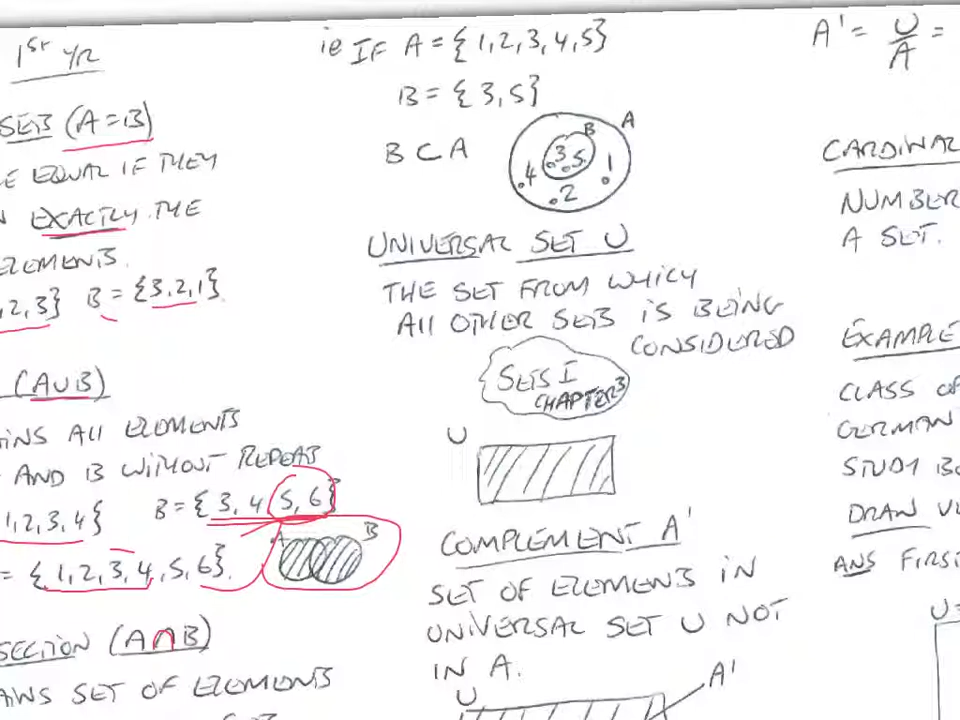 1ST YR
SETS (A=B)
E EQUAL IF THEY
N EXACTLY THE
ELEMENTS.
,2,3} B = {3,2,1}
(A∪B)
INS ALL ELEMENTS
AND B WITHOUT REPEATS
1,2,3,4} B = {3,4,5,6}
= {1,2,3,4,5,6}.
A B
SECTION (A∩B)
AINS SET OF ELEMENTS
ie IF A = {1,2,3,4,5}
B = {3,5}
B ⊂ A
A
B
.3 .5
.4 .1
.2
UNIVERSAL SET U
THE SET FROM WHICH
ALL OTHER SETS IS BEING
CONSIDERED
SETS I
CHAPTER 3
U
COMPLEMENT A'
SET OF ELEMENTS IN
UNIVERSAL SET U NOT
IN A.
U A'
A' = U/A =
CARDINAL
NUMBER
A SET.
EXAMPLE
CLASS OF
GERMAN
STUDY BO
DRAW VE
ANS FIRS
U=